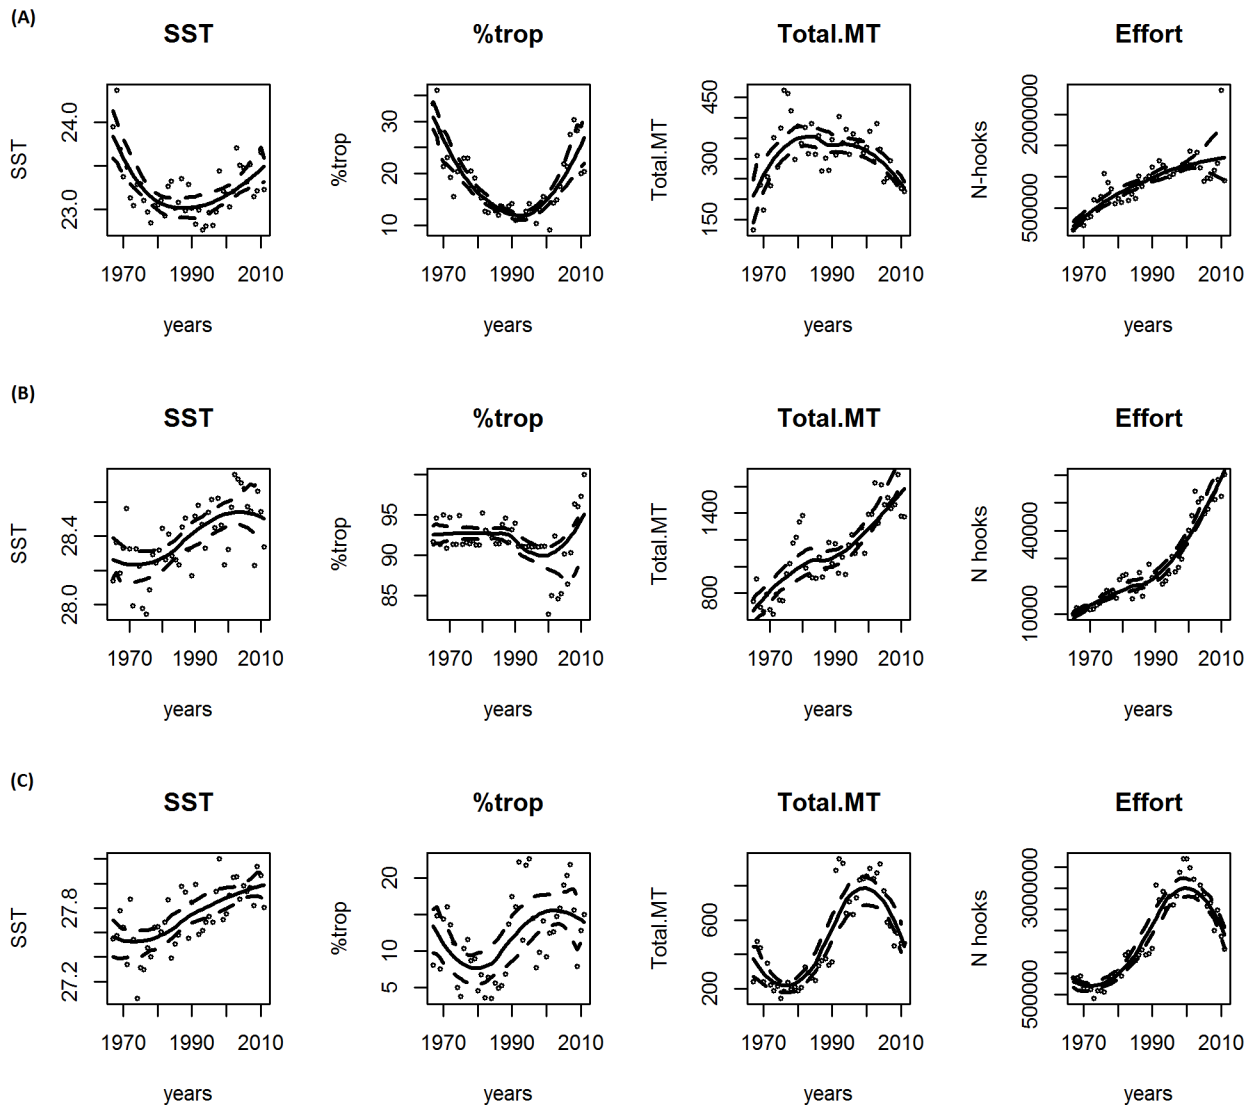 (A)
SST %trop Total.MT Effort
SST
23.0 24.0
1970 1990 2010
years
%trop
10 20 30
1970 1990 2010
years
Total.MT
150 300 450
1970 1990 2010
years
N-hooks
500000 2000000
1970 1990 2010
years
(B)
SST %trop Total.MT Effort
SST
28.0 28.4
1970 1990 2010
years
%trop
85 90 95
1970 1990 2010
years
Total.MT
800 1400
1970 1990 2010
years
N hooks
10000 40000
1970 1990 2010
years
(C)
SST %trop Total.MT Effort
SST
27.2 27.8
1970 1990 2010
years
%trop
5 10 20
1970 1990 2010
years
Total.MT
200 600
1970 1990 2010
years
N hooks
500000 3000000
1970 1990 2010
years